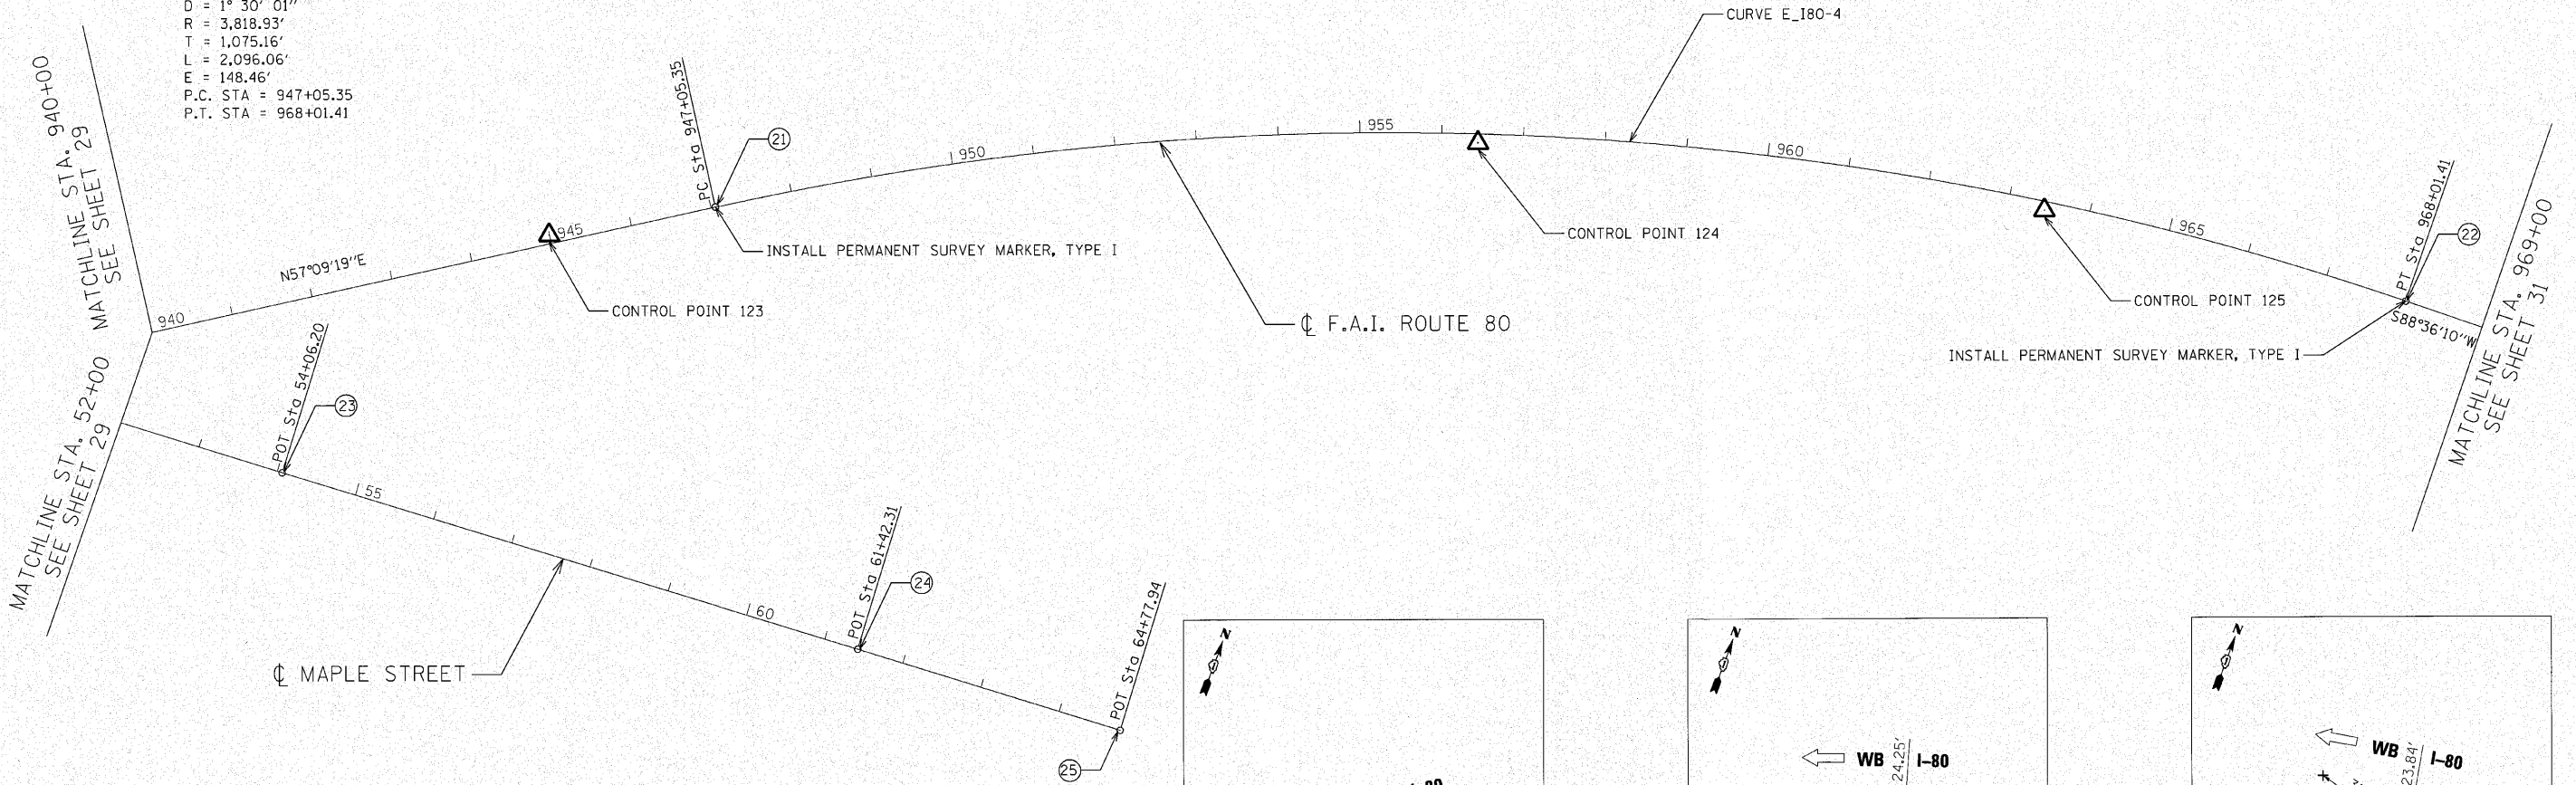 D = 1° 30' 01"
R = 3,818.93'
T = 1,075.16'
L = 2,096.06'
E = 148.46'
P.C. STA = 947+05.35
P.T. STA = 968+01.41
CURVE E_I80-4
MATCHLINE STA. 940+00
SEE SHEET 29
PC Sta 947+05.35
21
950
955
960
965
945
940
N57°09'19"E
INSTALL PERMANENT SURVEY MARKER, TYPE I
CONTROL POINT 123
CONTROL POINT 124
CONTROL POINT 125
℄ F.A.I. ROUTE 80
PT Sta 968+01.41
22
S88°36'10"W
INSTALL PERMANENT SURVEY MARKER, TYPE I
MATCHLINE STA. 969+00
SEE SHEET 31
MATCHLINE STA. 52+00
SEE SHEET 29
POT Sta 54+06.20
23
55
60
POT Sta 61+42.31
24
POT Sta 64+77.94
25
℄ MAPLE STREET
N
N
WB 24.25' I-80
N
WB 23.84' I-80